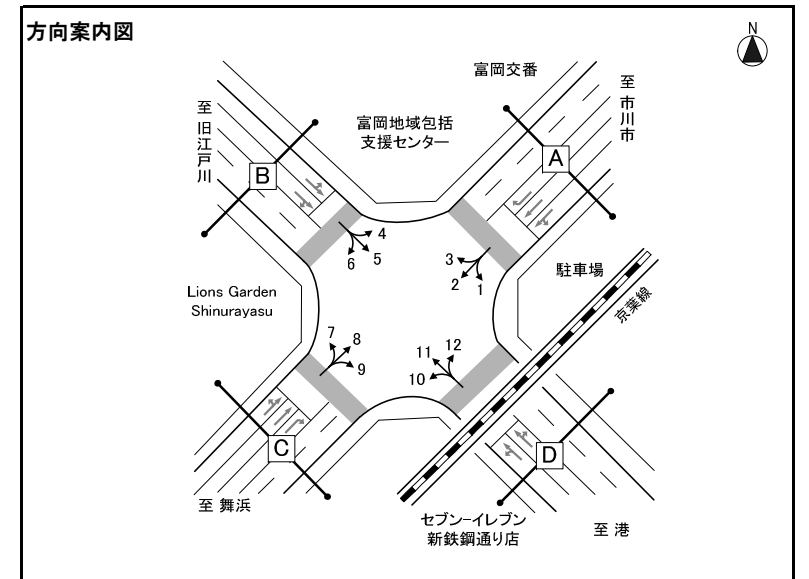 方向案内図
N
富岡交番
至市川市
至旧江戸川
富岡地域包括
支援センター
A
B
4
5
6
3
2
1
駐車場
京葉線
Lions Garden
Shinurayasu
7
8
9
11
12
10
C
D
至 舞浜
セブン-イレブン
新鉄鋼通り店
至 港